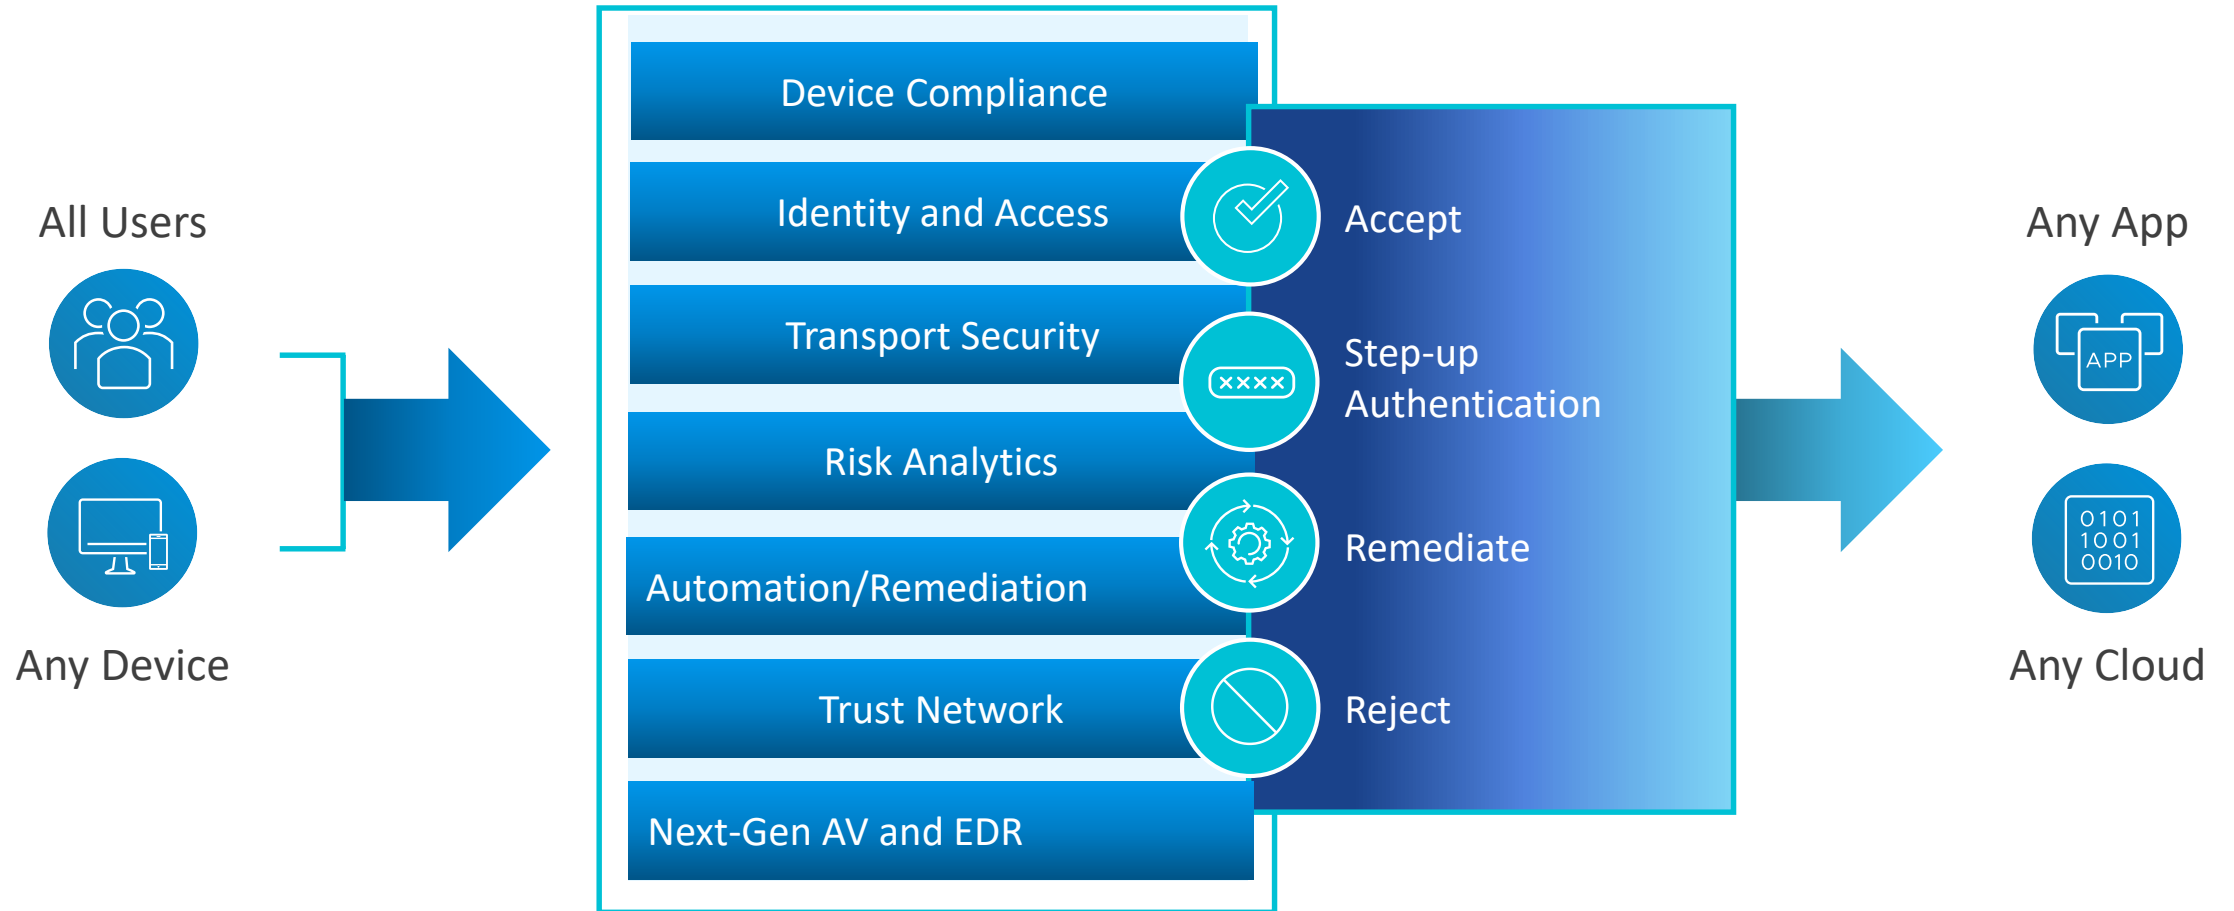 All Users
Any Device
Device Compliance
Identity and Access
Transport Security
Risk Analytics
Automation/Remediation
Trust Network
Next-Gen AV and EDR
Accept
xxxx
Step-up
Authentication
Remediate
Reject
Any App
APP
0101
1001
0010
Any Cloud